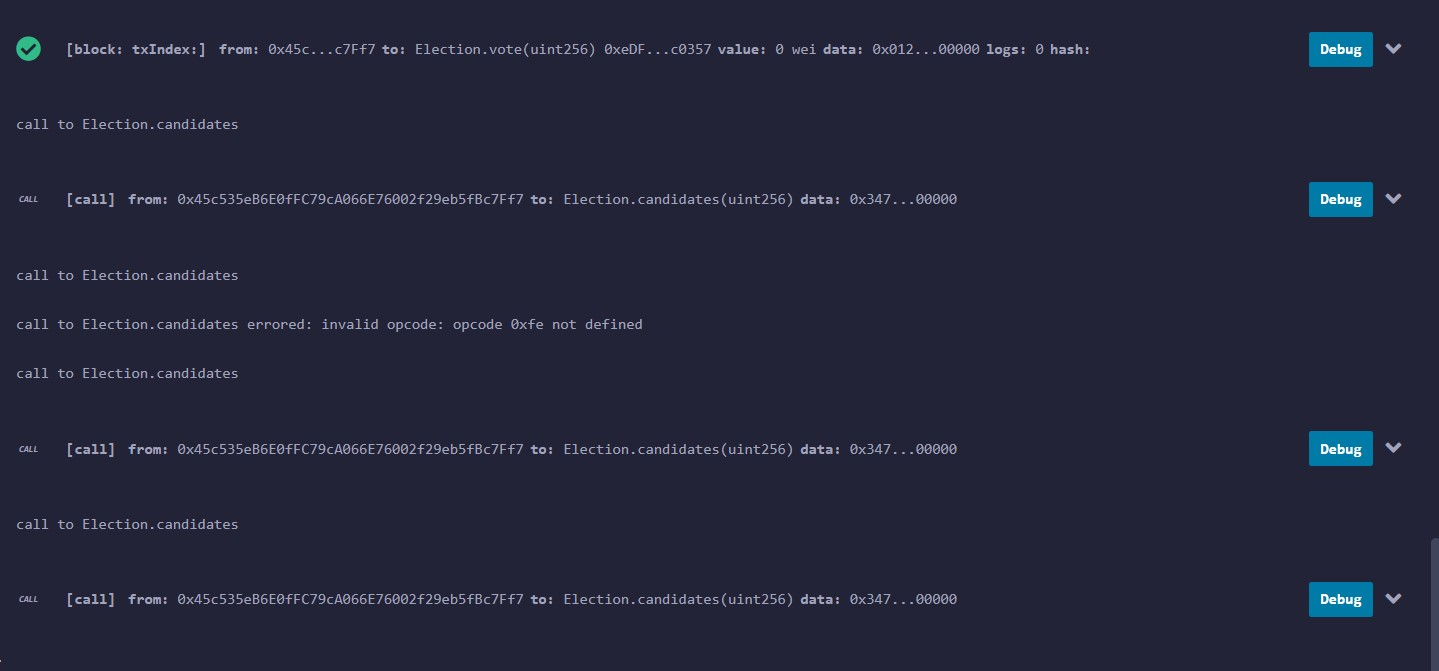 [block: txIndex:] from: 0x45c...c7Ff7 to: Election.vote(uint256) 0xeDF...c0357 value: 0 wei data: 0x012...00000 logs: 0 hash: Debug
call to Election.candidates
CALL [call] from: 0x45c535eB6E0fFC79cA066E76002f29eb5fBc7Ff7 to: Election.candidates(uint256) data: 0x347...00000 Debug
call to Election.candidates
call to Election.candidates errored: invalid opcode: opcode 0xfe not defined
call to Election.candidates
CALL [call] from: 0x45c535eB6E0fFC79cA066E76002f29eb5fBc7Ff7 to: Election.candidates(uint256) data: 0x347...00000 Debug
call to Election.candidates
CALL [call] from: 0x45c535eB6E0fFC79cA066E76002f29eb5fBc7Ff7 to: Election.candidates(uint256) data: 0x347...00000 Debug